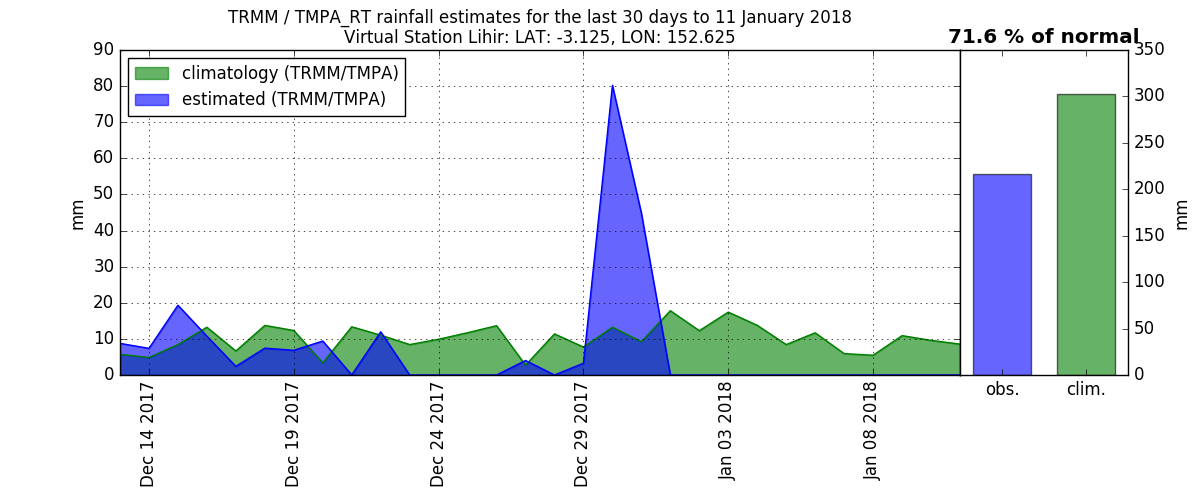 TRMM / TMPA_RT rainfall estimates for the last 30 days to 11 January 2018
Virtual Station Lihir: LAT: -3.125, LON: 152.625
71.6 % of normal
climatology (TRMM/TMPA)
estimated (TRMM/TMPA)
mm
90
80
70
60
50
40
30
20
10
0
Dec 14 2017
Dec 19 2017
Dec 24 2017
Dec 29 2017
Jan 03 2018
Jan 08 2018
350
300
250
200
150
100
50
0
mm
obs.
clim.